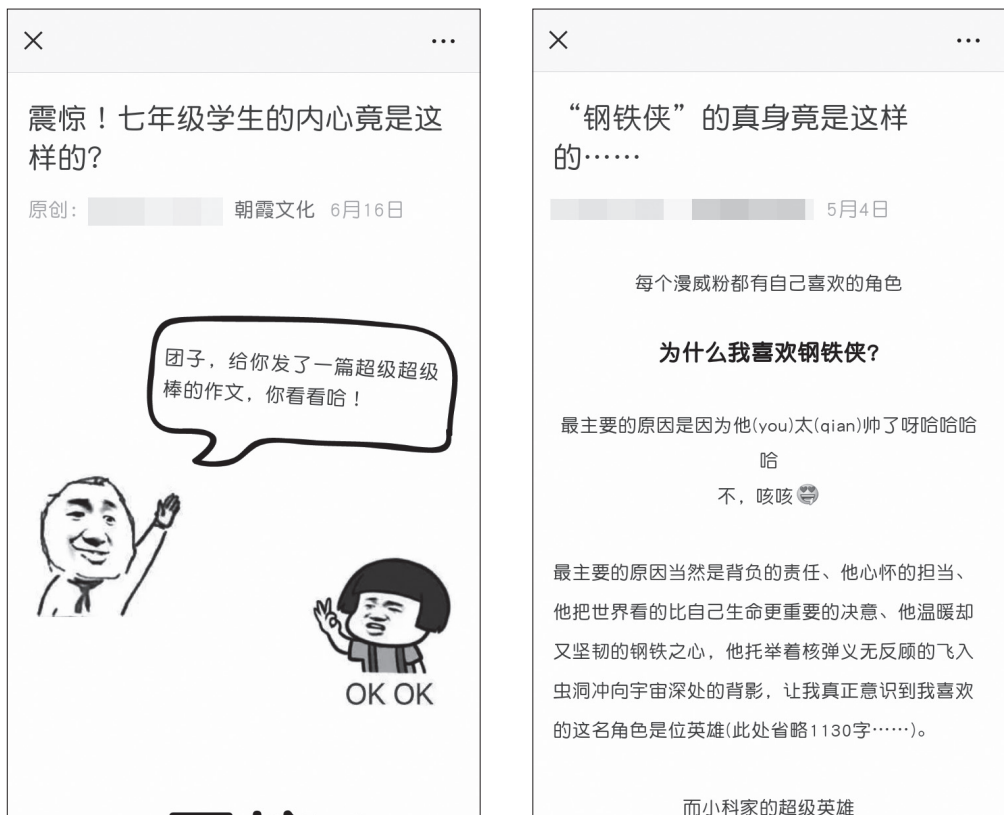 震惊！七年级学生的内心竟是这
样的?
原创：
朝霞文化 6月16日
团子，给你发了一篇超级超级
棒的作文，你看看哈！
OK OK
“钢铁侠”的真身竟是这样
的……
5月4日
每个漫威粉都有自己喜欢的角色
为什么我喜欢钢铁侠?
最主要的原因是因为他(you)太(qian)帅了呀哈哈哈
哈
不，咳咳
最主要的原因当然是背负的责任、他心怀的担当、
他把世界看的比自己生命更重要的决意、他温暖却
又坚韧的钢铁之心，他托举着核弹义无反顾的飞入
虫洞冲向宇宙深处的背影，让我真正意识到我喜欢
的这名角色是位英雄(此处省略1130字……)。
而小科家的超级英雄